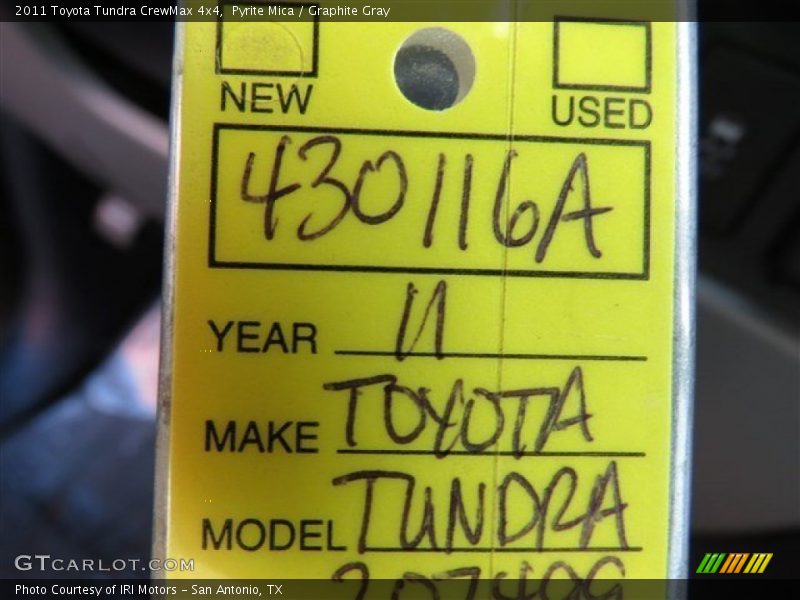 2011 Toyota Tundra CrewMax 4x4, Pyrite Mica / Graphite Gray
NEW USED
430116A
YEAR 11
MAKE TOYOTA
MODEL TUNDRA
GTCARLOT.COM
Photo Courtesy of IRI Motors – San Antonio, TX